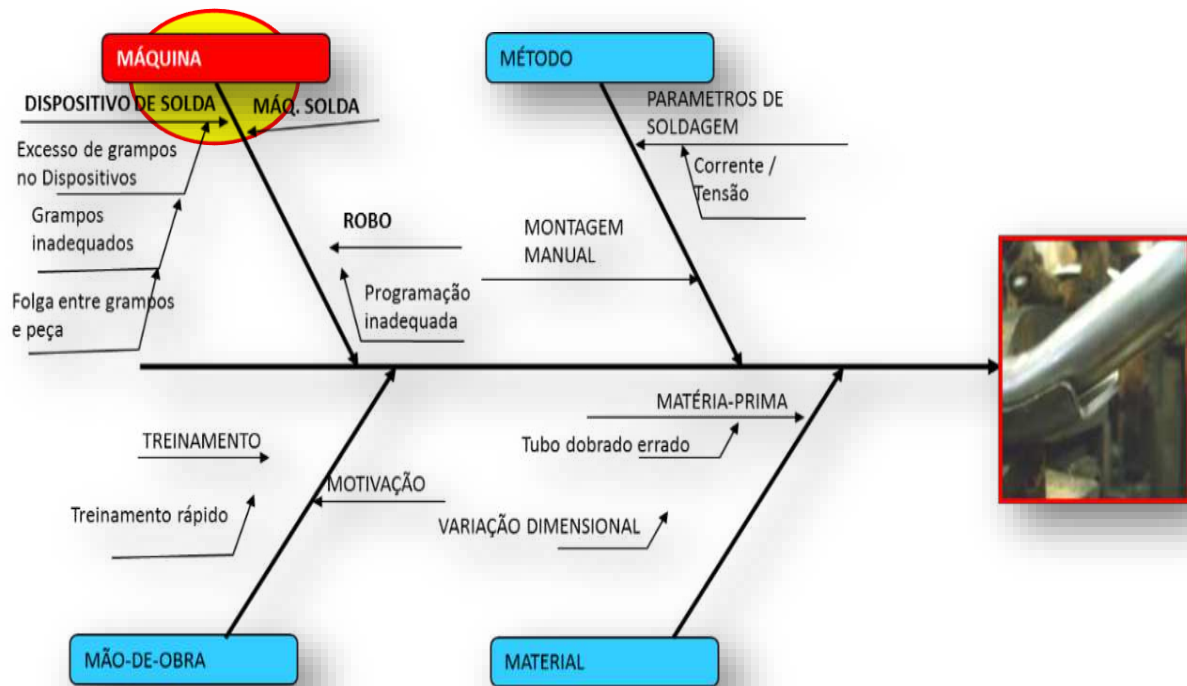 MÁQUINA
MÉTODO
DISPOSITIVO DE SOLDA
MÁQ. SOLDA
PARAMETROS DE
SOLDAGEM
Excesso de grampos
no Dispositivos
Corrente /
Tensão
Grampos
inadequados
ROBO
MONTAGEM
MANUAL
Folga entre grampos
e peça
Programação
inadequada
MATÉRIA-PRIMA
TREINAMENTO
Tubo dobrado errado
MOTIVAÇÃO
Treinamento rápido
VARIAÇÃO DIMENSIONAL
MÃO-DE-OBRA
MATERIAL